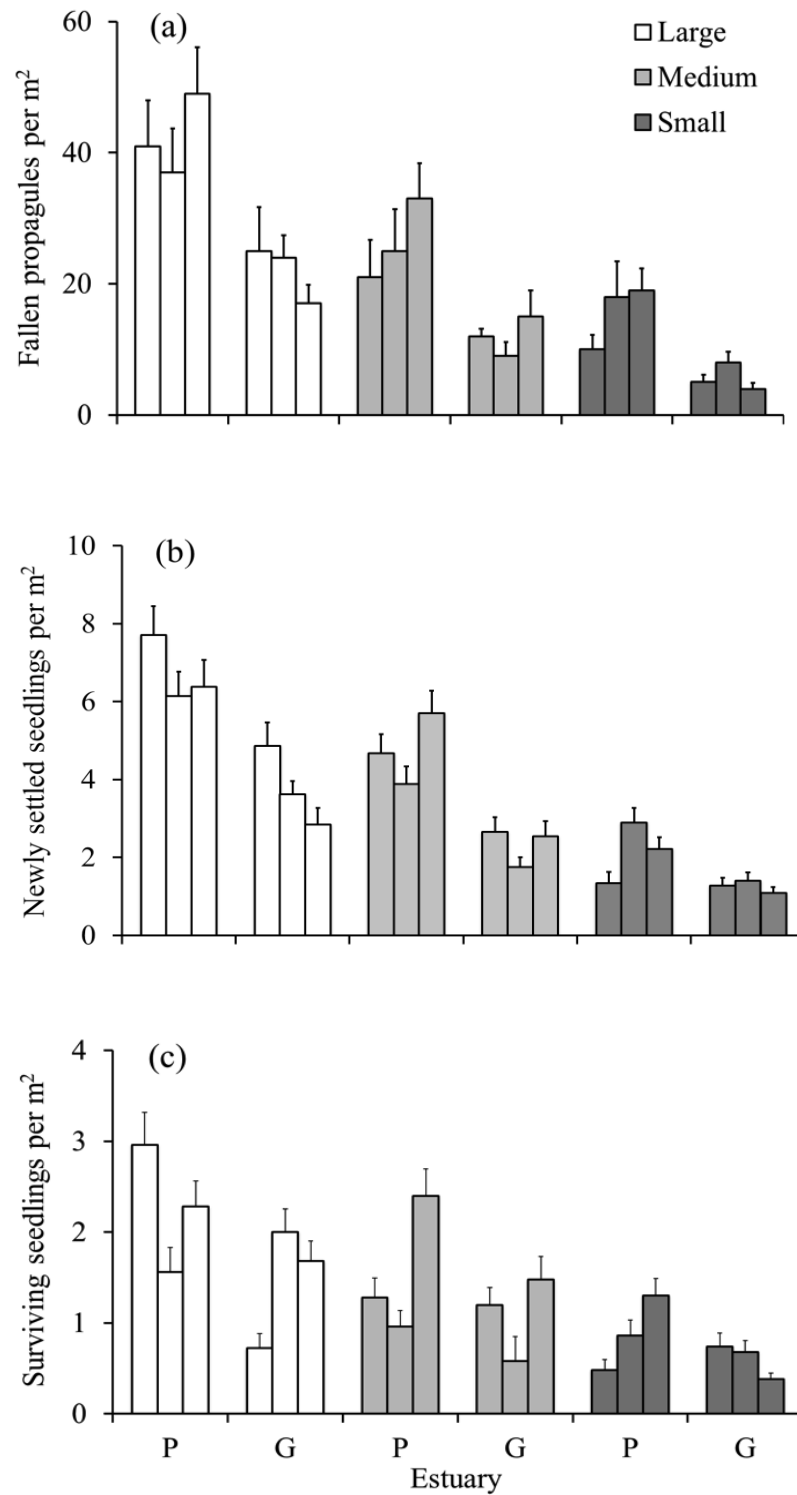 (a)
Large
Medium
Small
Fallen propagules per m²
60
40
20
0
(b)
Newly settled seedlings per m²
10
8
6
4
2
0
(c)
Surviving seedlings per m²
4
3
2
1
0
P G P G P G
Estuary